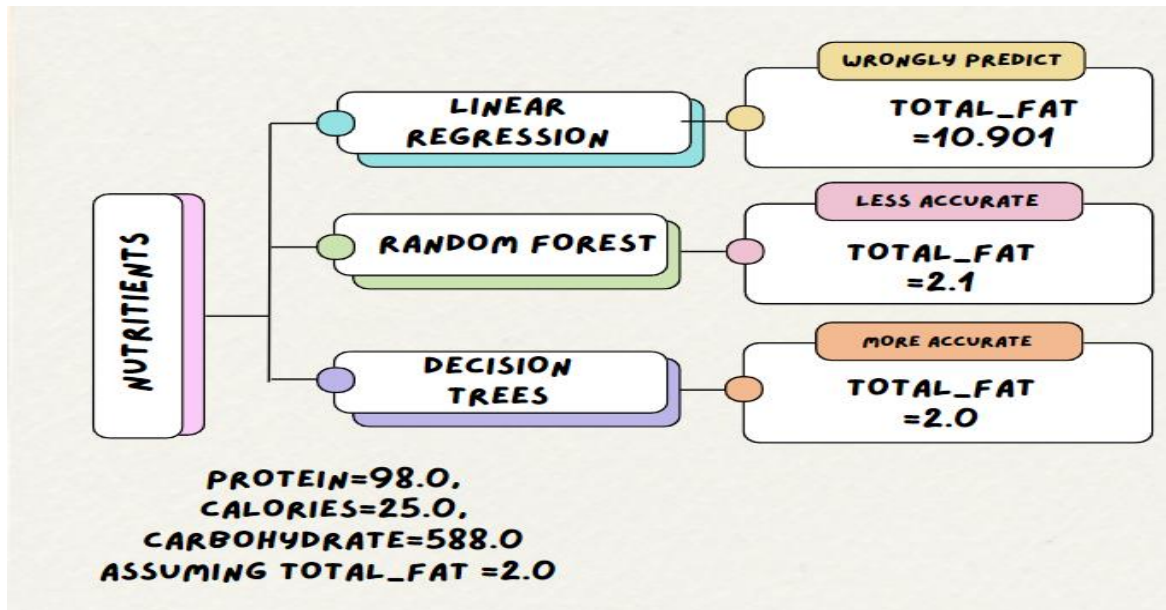 NUTRITIENTS
LINEAR
REGRESSION
WRONGLY PREDICT
TOTAL_FAT
=10.901
RANDOM FOREST
LESS ACCURATE
TOTAL_FAT
=2.1
DECISION
TREES
MORE ACCURATE
TOTAL_FAT
=2.0
PROTEIN=98.0,
CALORIES=25.0,
CARBOHYDRATE=588.0
ASSUMING TOTAL_FAT =2.0